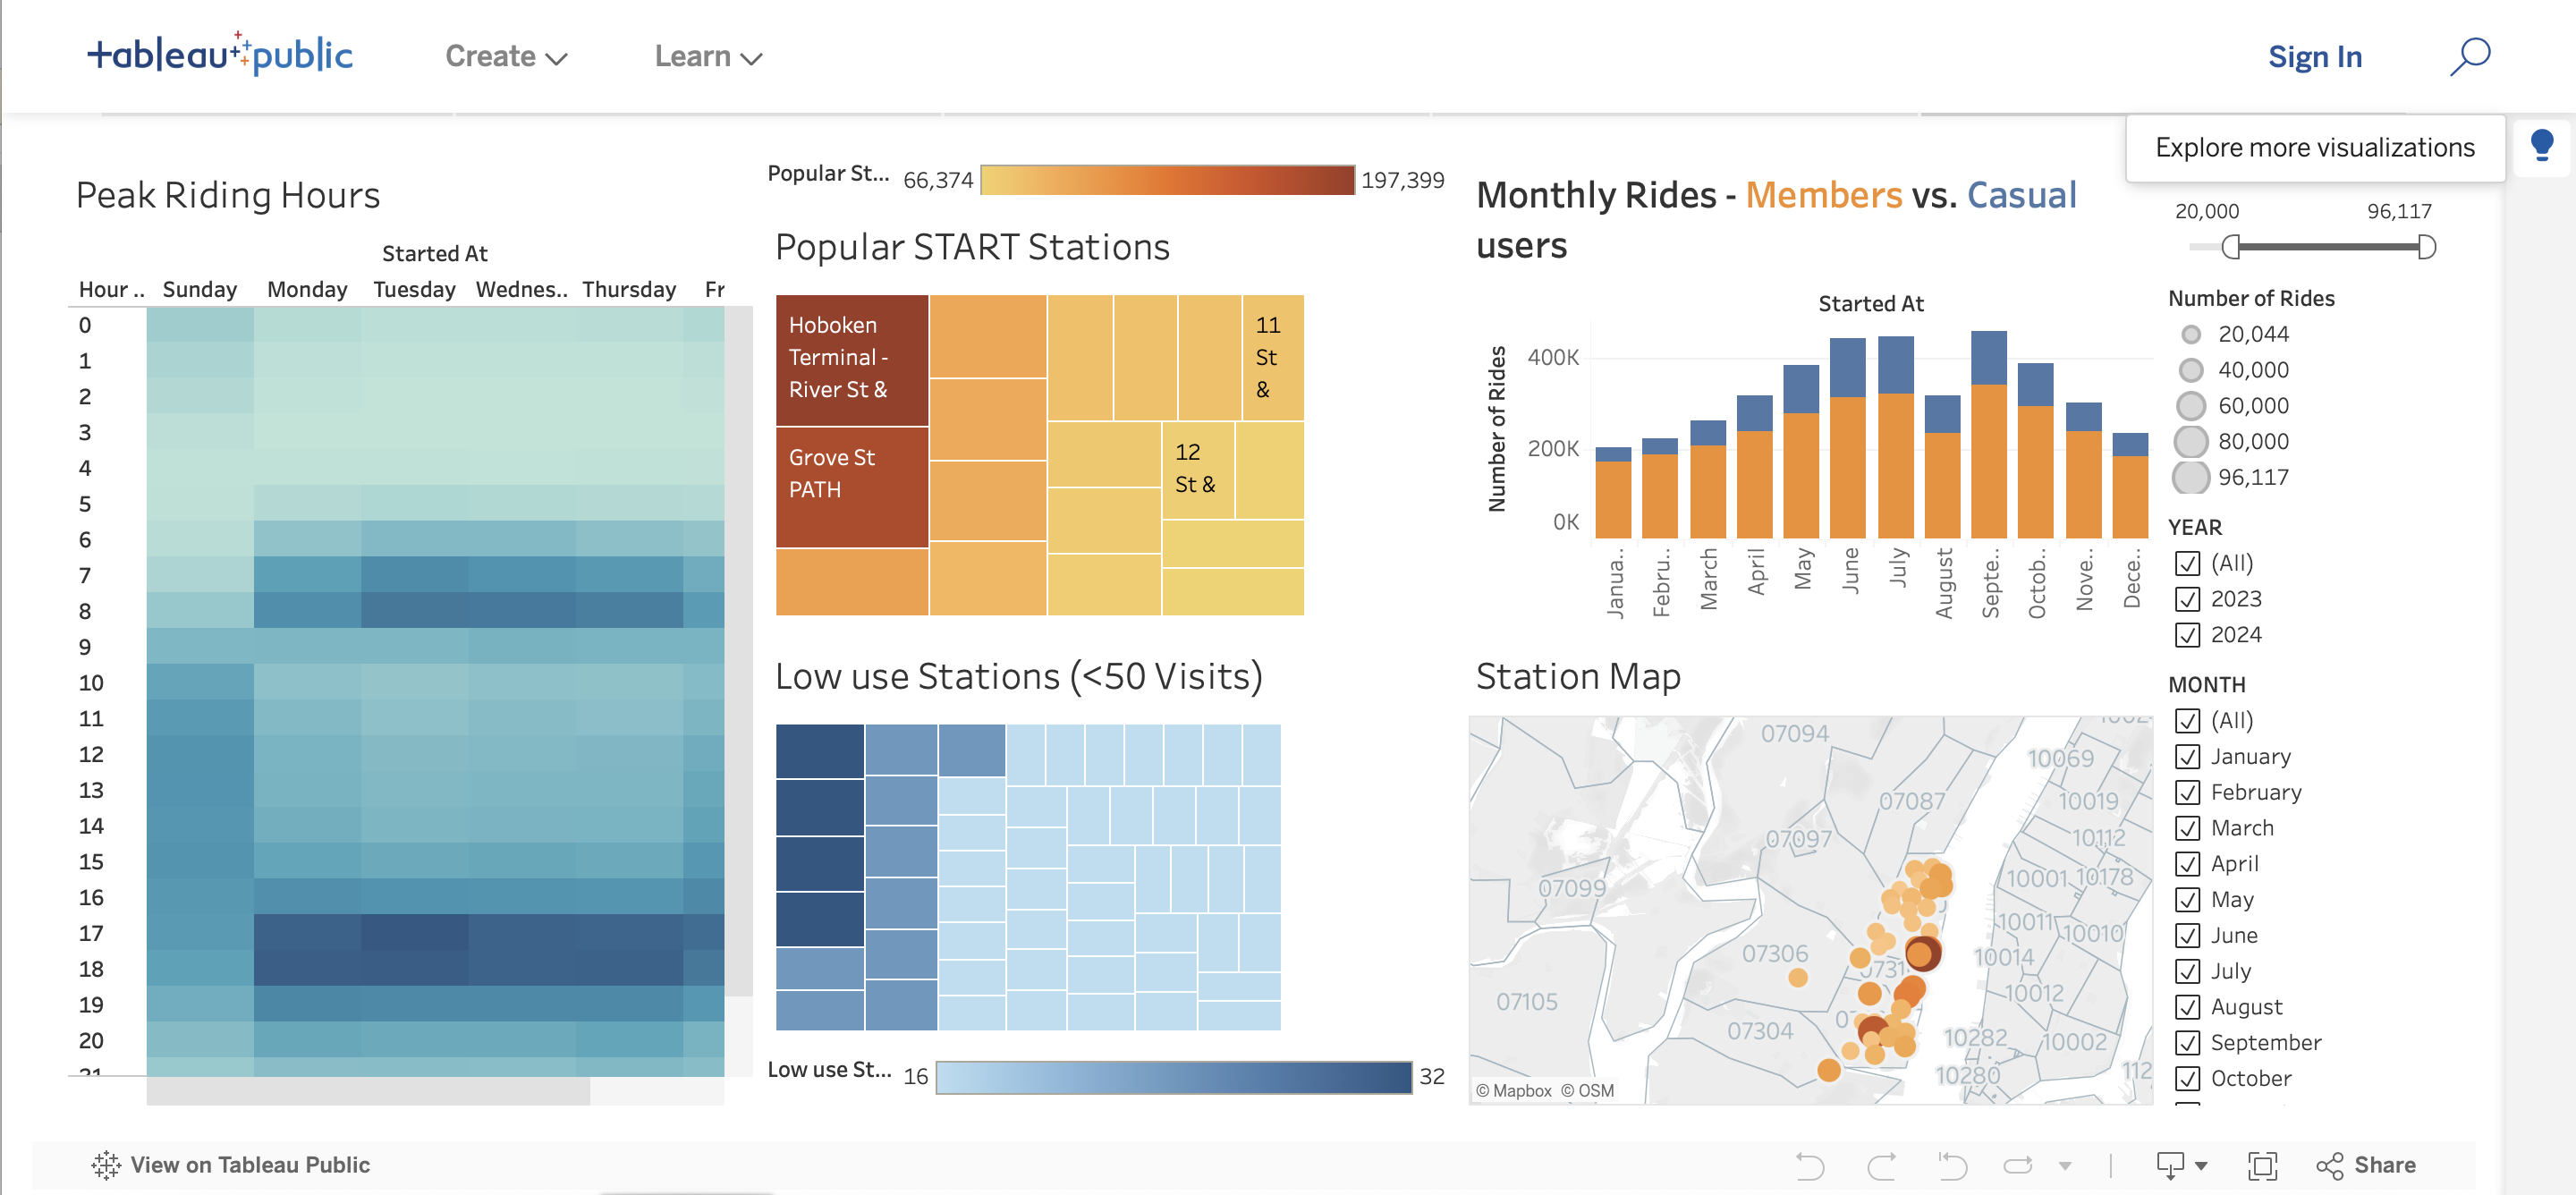 tableau public
Create
Learn
Sign In
Explore more visualizations
Peak Riding Hours
Started At
Hour ..
Sunday
Monday
Tuesday
Wednes..
Thursday
Fr
0
1
2
3
4
5
6
7
8
9
10
11
12
13
14
15
16
17
18
19
20
21
Popular St...
66,374
197,399
Popular START Stations
Hoboken
Terminal -
River St &
Grove St
PATH
11
St
&
12
St &
Low use Stations (<50 Visits)
Low use St...
16
32
Monthly Rides - Members vs. Casual
users
Started At
Number of Rides
400K
200K
0K
Janua..
Febru..
March
April
May
June
July
August
Septe..
Octob..
Nove..
Dece..
Station Map
07094
07087
07097
07099
07306
07105
07304
10069
10019
10112
10001
10178
10011
10010
10014
10012
10282
10002
10280
112
© Mapbox © OSM
20,000
96,117
Number of Rides
20,044
40,000
60,000
80,000
96,117
YEAR
(All)
2023
2024
MONTH
(All)
January
February
March
April
May
June
July
August
September
October
View on Tableau Public
Share